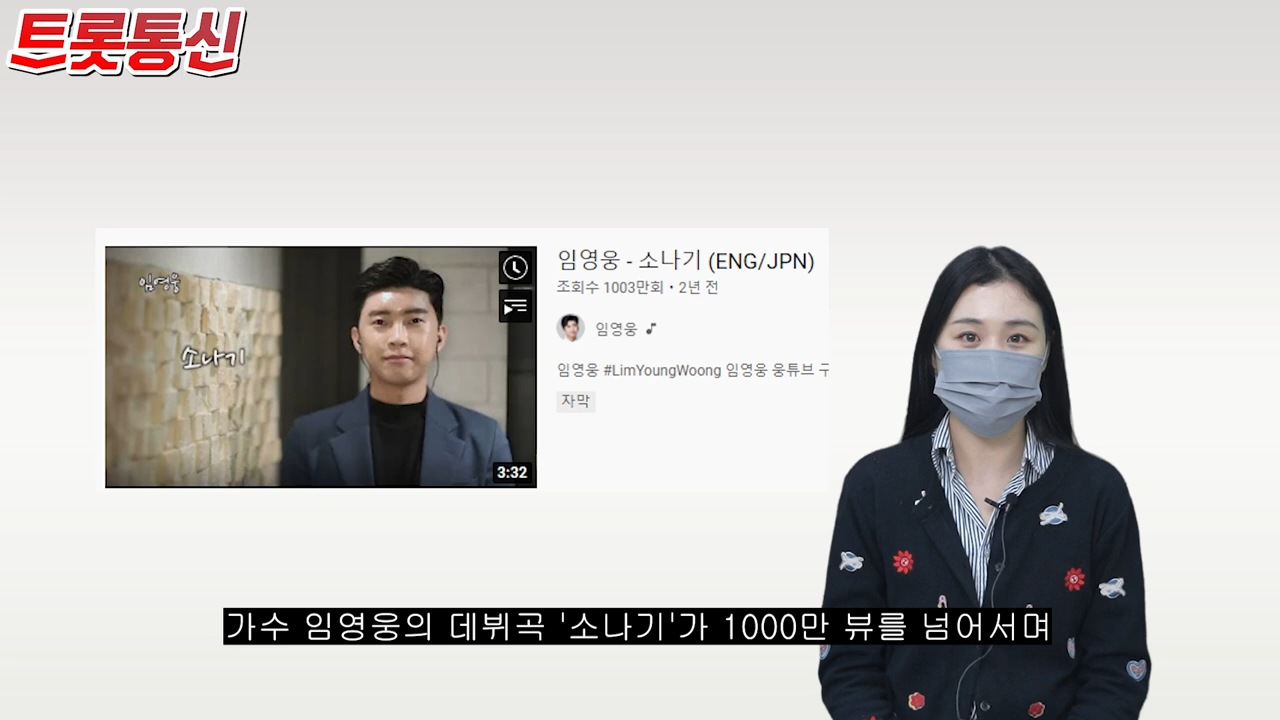 트롯통신
임영웅
소나기
3:32
임영웅 - 소나기 (ENG/JPN)
조회수 1003만회 • 2년 전
임영웅
임영웅 #LimYoungWoong 임영웅 웅튜브 구
자막
가수 임영웅의 데뷔곡 '소나기'가 1000만 뷰를 넘어서며